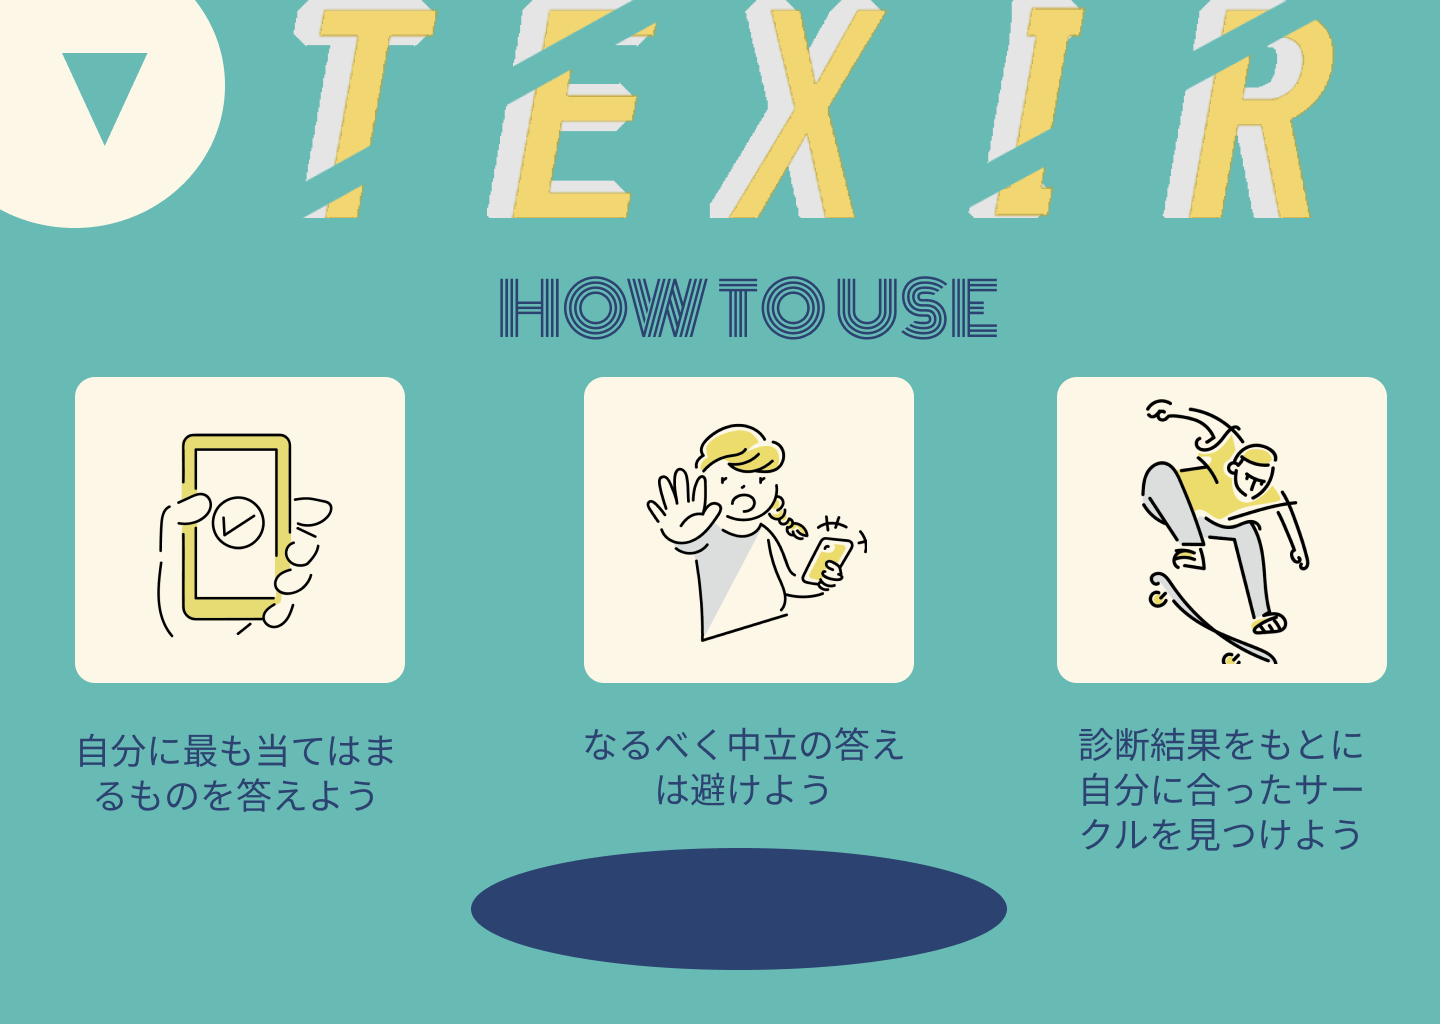 TEXIR
HOW TO USE
自分に最も当てはま
るものを答えよう
なるべく中立の答え
は避けよう
診断結果をもとに
自分に合ったサー
クルを見つけよう